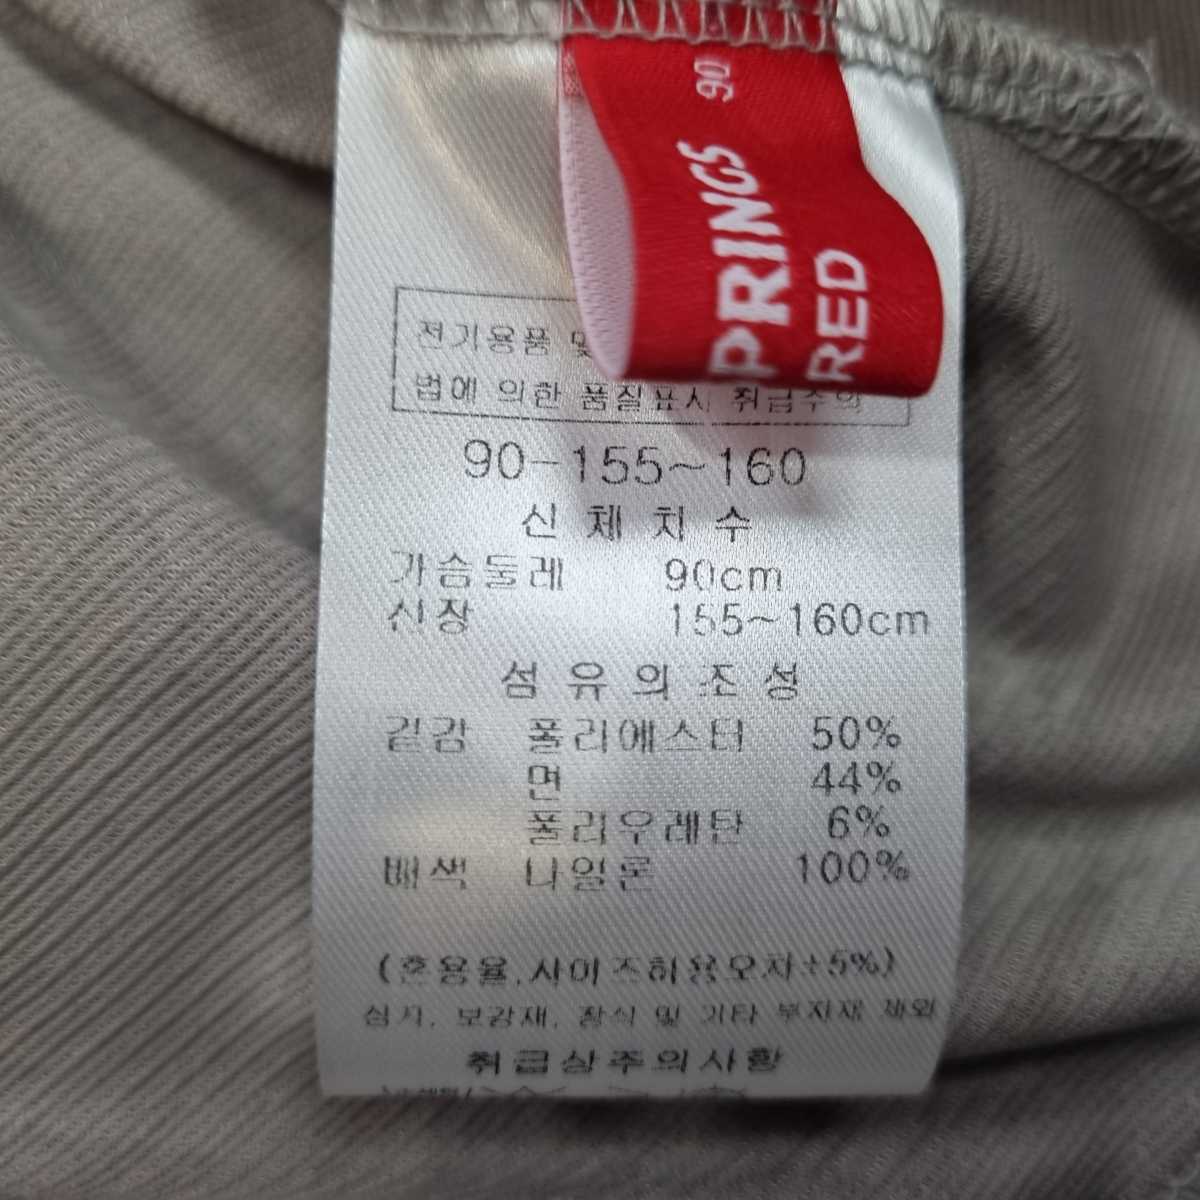 90
PRINGS
RED
전기용품 및
법에 의한 품질표시 취급주의
90-155~160
신체치수
가슴둘레 90cm
신장 155~160cm
섬유의조성
겉감 폴리에스터 50%
면 44%
폴리우레탄 6%
배색 나일론 100%
(혼용율,사이즈허용오차±5%)
심지, 보강재, 장식 및 기타 부자재 제외
취급상주의사항